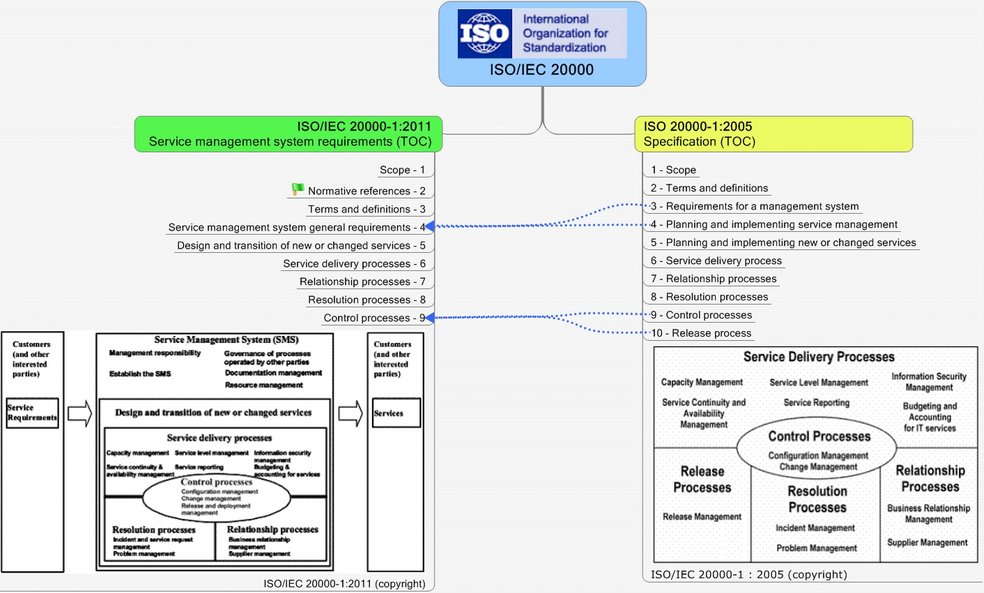 ISO
International
Organization for
Standardization
ISO/IEC 20000
ISO/IEC 20000-1:2011
Service management system requirements (TOC)
Scope - 1
Normative references - 2
Terms and definitions - 3
Service management system general requirements - 4
Design and transition of new or changed services - 5
Service delivery processes - 6
Relationship processes - 7
Resolution processes - 8
Control processes - 9
Customers
(and other
interested
parties)
Service
Requirements
Service Management System (SMS)
Management responsibility
Establish the SMS
Governance of processes
operated by other parties
Documentation management
Resource management
Design and transition of new or changed services
Service delivery processes
Capacity management
Service continuity &
availability management
Service level management
Service reporting
Information security
management
Budgeting &
accounting for services
Control processes
Configuration management
Change management
Release and deployment
management
Resolution processes
Incident and service request
management
Problem management
Relationship processes
Business relationship
management
Supplier management
Customers
(and other
interested
parties)
Services
ISO/IEC 20000-1:2011 (copyright)
ISO 20000-1:2005
Specification (TOC)
1 - Scope
2 - Terms and definitions
3 - Requirements for a management system
4 - Planning and implementing service management
5 - Planning and implementing new or changed services
6 - Service delivery process
7 - Relationship processes
8 - Resolution processes
9 - Control processes
10 - Release process
Service Delivery Processes
Capacity Management
Service Continuity and
Availability
Management
Service Level Management
Service Reporting
Information Security
Management
Budgeting and
Accounting
for IT services
Control Processes
Configuration Management
Change Management
Release
Processes
Release Management
Resolution
Processes
Incident Management
Problem Management
Relationship
Processes
Business Relationship
Management
Supplier Management
ISO/IEC 20000-1 : 2005 (copyright)